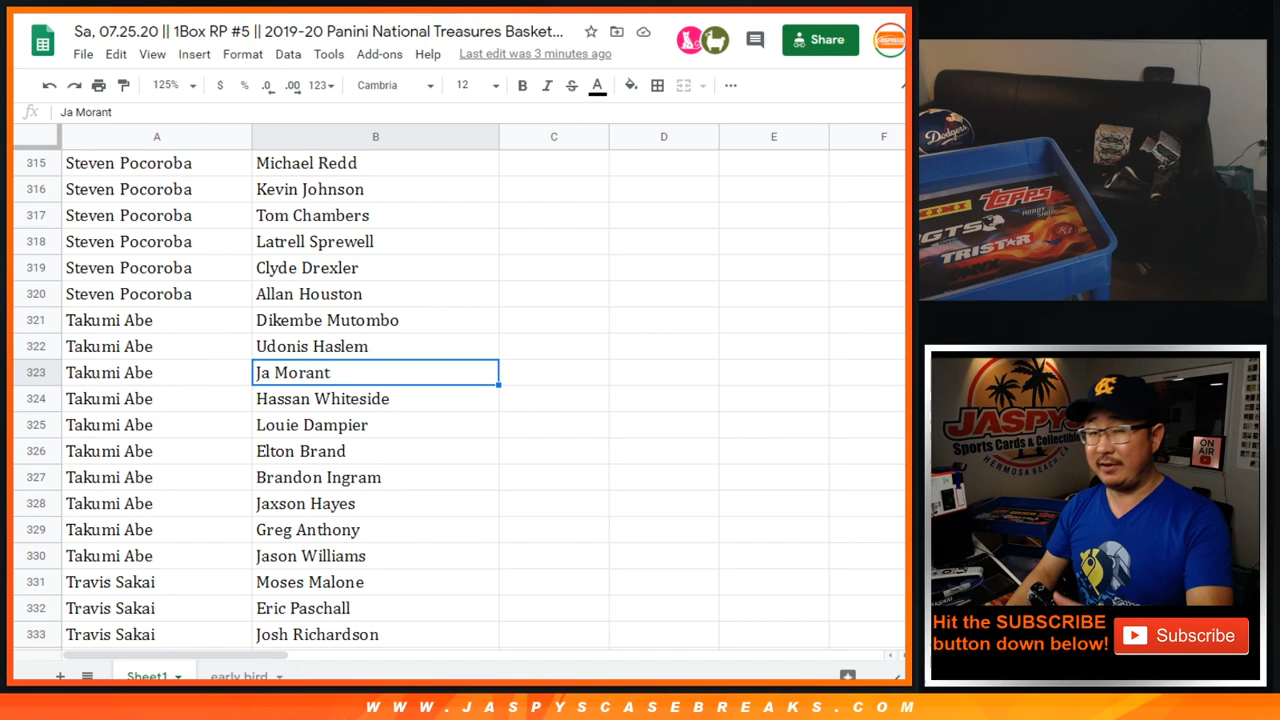 Sa, 07.25.20 || 1Box RP #5 || 2019-20 Panini National Treasures Basket...
File Edit View Insert Format Data Tools Add-ons Help Last edit was 3 minutes ago
Share
125% $ % .0 .00 123 Cambria 12 B I S A
fx Ja Morant
A B C D E F
315 Steven Pocoroba Michael Redd
316 Steven Pocoroba Kevin Johnson
317 Steven Pocoroba Tom Chambers
318 Steven Pocoroba Latrell Sprewell
319 Steven Pocoroba Clyde Drexler
320 Steven Pocoroba Allan Houston
321 Takumi Abe Dikembe Mutombo
322 Takumi Abe Udonis Haslem
323 Takumi Abe Ja Morant
324 Takumi Abe Hassan Whiteside
325 Takumi Abe Louie Dampier
326 Takumi Abe Elton Brand
327 Takumi Abe Brandon Ingram
328 Takumi Abe Jaxson Hayes
329 Takumi Abe Greg Anthony
330 Takumi Abe Jason Williams
331 Travis Sakai Moses Malone
332 Travis Sakai Eric Paschall
333 Travis Sakai Josh Richardson
Sheet1 early bird
Dodgers
TOPPS
HOBBY SHOP
GTS
TRISTAR
JASPY'S
Sports Cards & Collectible
HERMOSA BEACH, CA
ON AIR
Hit the SUBSCRIBE
button down below!
Subscribe
WWW.JASPYSCASEBREAKS.COM